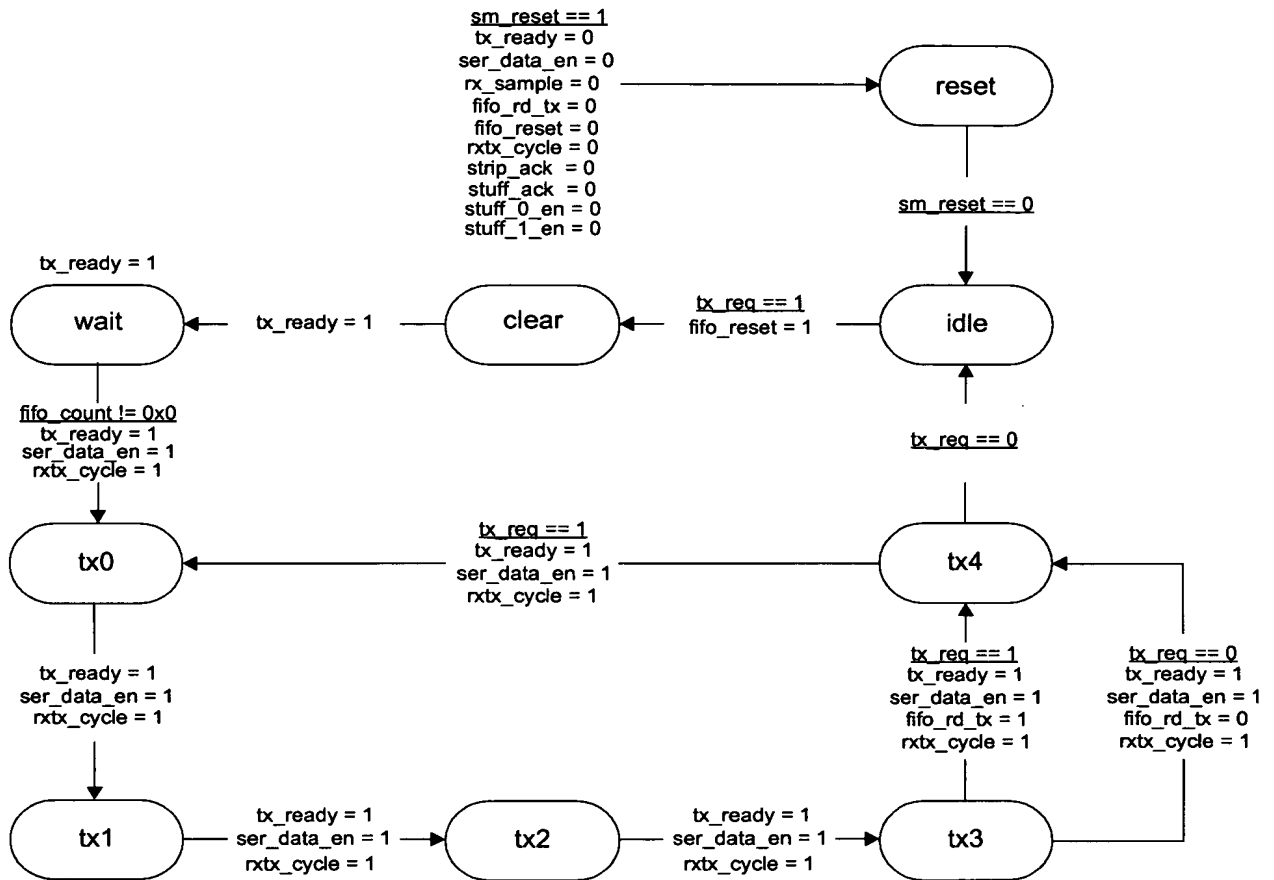 sm_reset == 1
tx_ready = 0
ser_data_en = 0
rx_sample = 0
fifo_rd_tx = 0
fifo_reset = 0
rxtx_cycle = 0
strip_ack = 0
stuff_ack = 0
stuff_0_en = 0
stuff_1_en = 0
reset
sm_reset == 0
tx_ready = 1
wait
tx_ready = 1
clear
tx_req == 1
fifo_reset = 1
idle
fifo_count != 0x0
tx_ready = 1
ser_data_en = 1
rxtx_cycle = 1
tx_req == 0
tx0
tx_req == 1
tx_ready = 1
ser_data_en = 1
rxtx_cycle = 1
tx4
tx_ready = 1
ser_data_en = 1
rxtx_cycle = 1
tx_req == 1
tx_ready = 1
ser_data_en = 1
fifo_rd_tx = 1
rxtx_cycle = 1
tx_req == 0
tx_ready = 1
ser_data_en = 1
fifo_rd_tx = 0
rxtx_cycle = 1
tx1
tx_ready = 1
ser_data_en = 1
rxtx_cycle = 1
tx2
tx_ready = 1
ser_data_en = 1
rxtx_cycle = 1
tx3